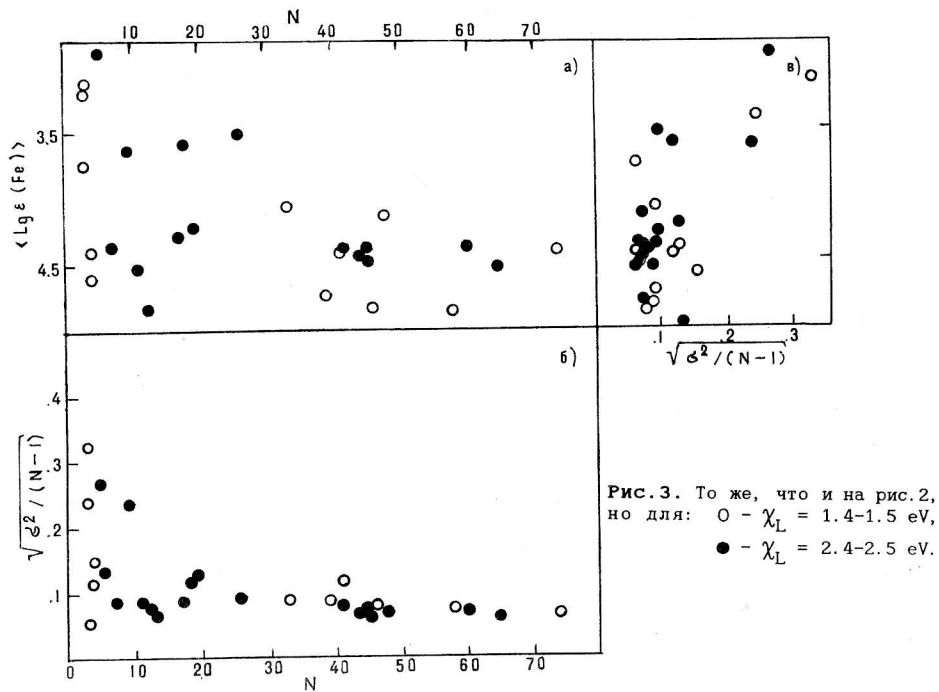 N
10 20 30 40 50 60 70
а)
в)
3,5
4,5
<Lg ε (Fe)>
.1 .2 .3
√σ²/(N-1)
б)
.4
.3
.2
.1
√σ²/(N-1)
0 10 20 30 40 50 60 70
N
Рис.3. То же, что и на рис.2,
но для: О - χL = 1.4-1.5 eV,
● - χL = 2.4-2.5 eV.